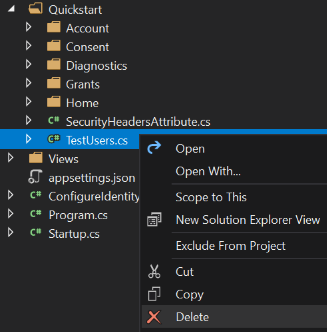 Quickstart
Account
Consent
Diagnostics
Grants
Home
C# SecurityHeadersAttribute.cs
C# TestUsers.cs
Open
Views
Open With...
appsettings.json
Scope to This
C# ConfigureIdentity
New Solution Explorer View
C# Program.cs
C# Startup.cs
Exclude From Project
Cut
Copy
Delete